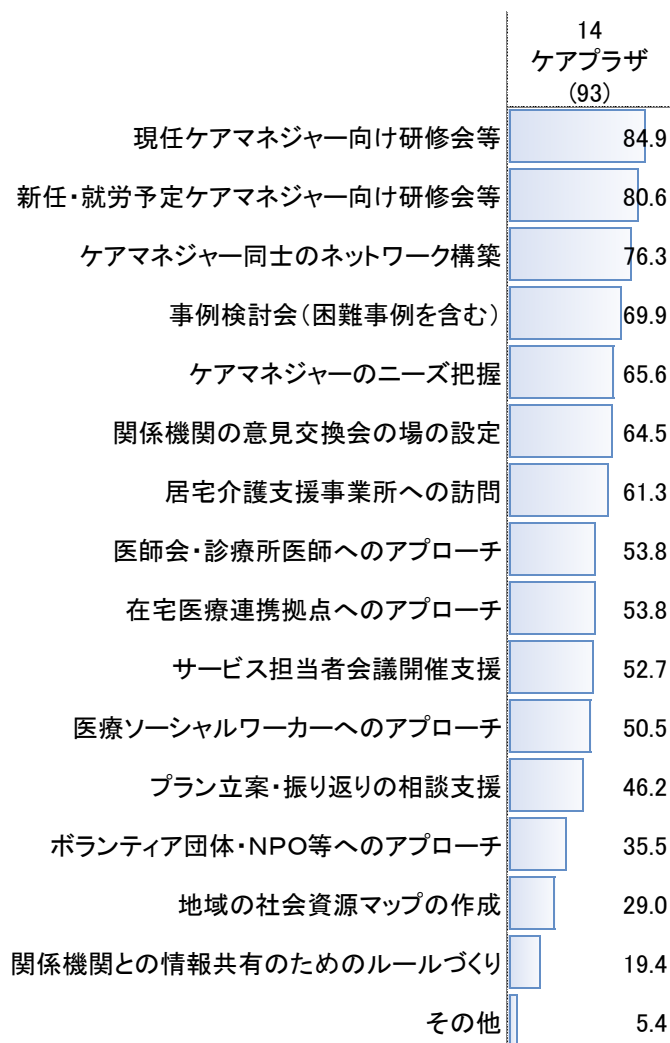 14
ケアプラザ
(93)
現任ケアマネジャー向け研修会等 84.9
新任・就労予定ケアマネジャー向け研修会等 80.6
ケアマネジャー同士のネットワーク構築 76.3
事例検討会(困難事例を含む) 69.9
ケアマネジャーのニーズ把握 65.6
関係機関の意見交換会の場の設定 64.5
居宅介護支援事業所への訪問 61.3
医師会・診療所医師へのアプローチ 53.8
在宅医療連携拠点へのアプローチ 53.8
サービス担当者会議開催支援 52.7
医療ソーシャルワーカーへのアプローチ 50.5
プラン立案・振り返りの相談支援 46.2
ボランティア団体・NPO等へのアプローチ 35.5
地域の社会資源マップの作成 29.0
関係機関との情報共有のためのルールづくり 19.4
その他 5.4